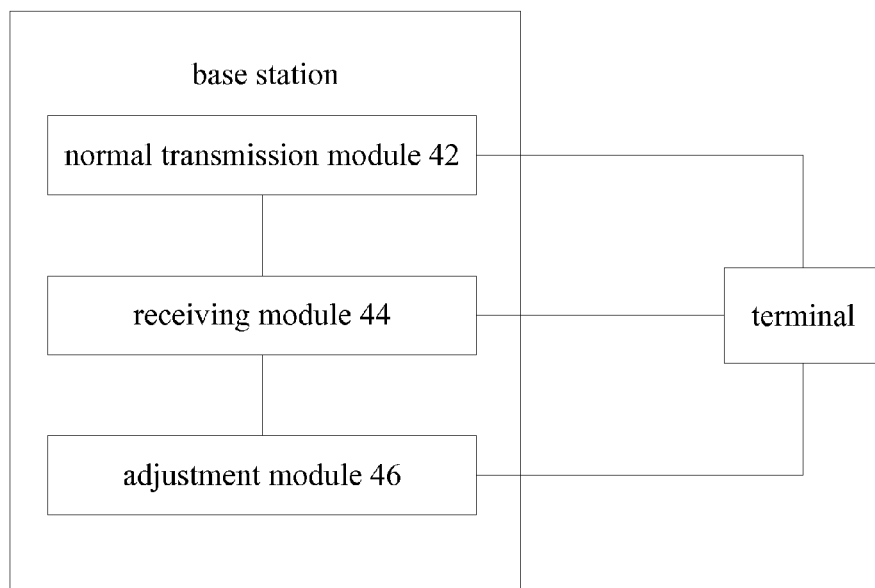 base station
normal transmission module 42
receiving module 44
terminal
adjustment module 46